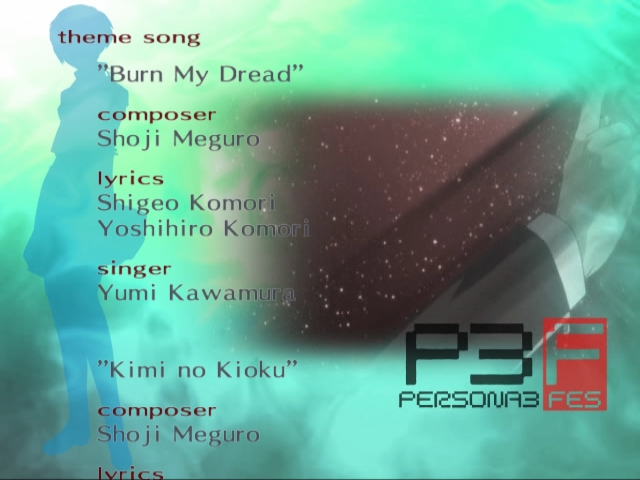 theme song
”Burn My Dread”
composer
Shoji Meguro
lyrics
Shigeo Komori
Yoshihiro Komori
singer
Yumi Kawamura
”Kimi no Kioku”
composer
Shoji Meguro
lyrics
P3F
PERSONA3 FES